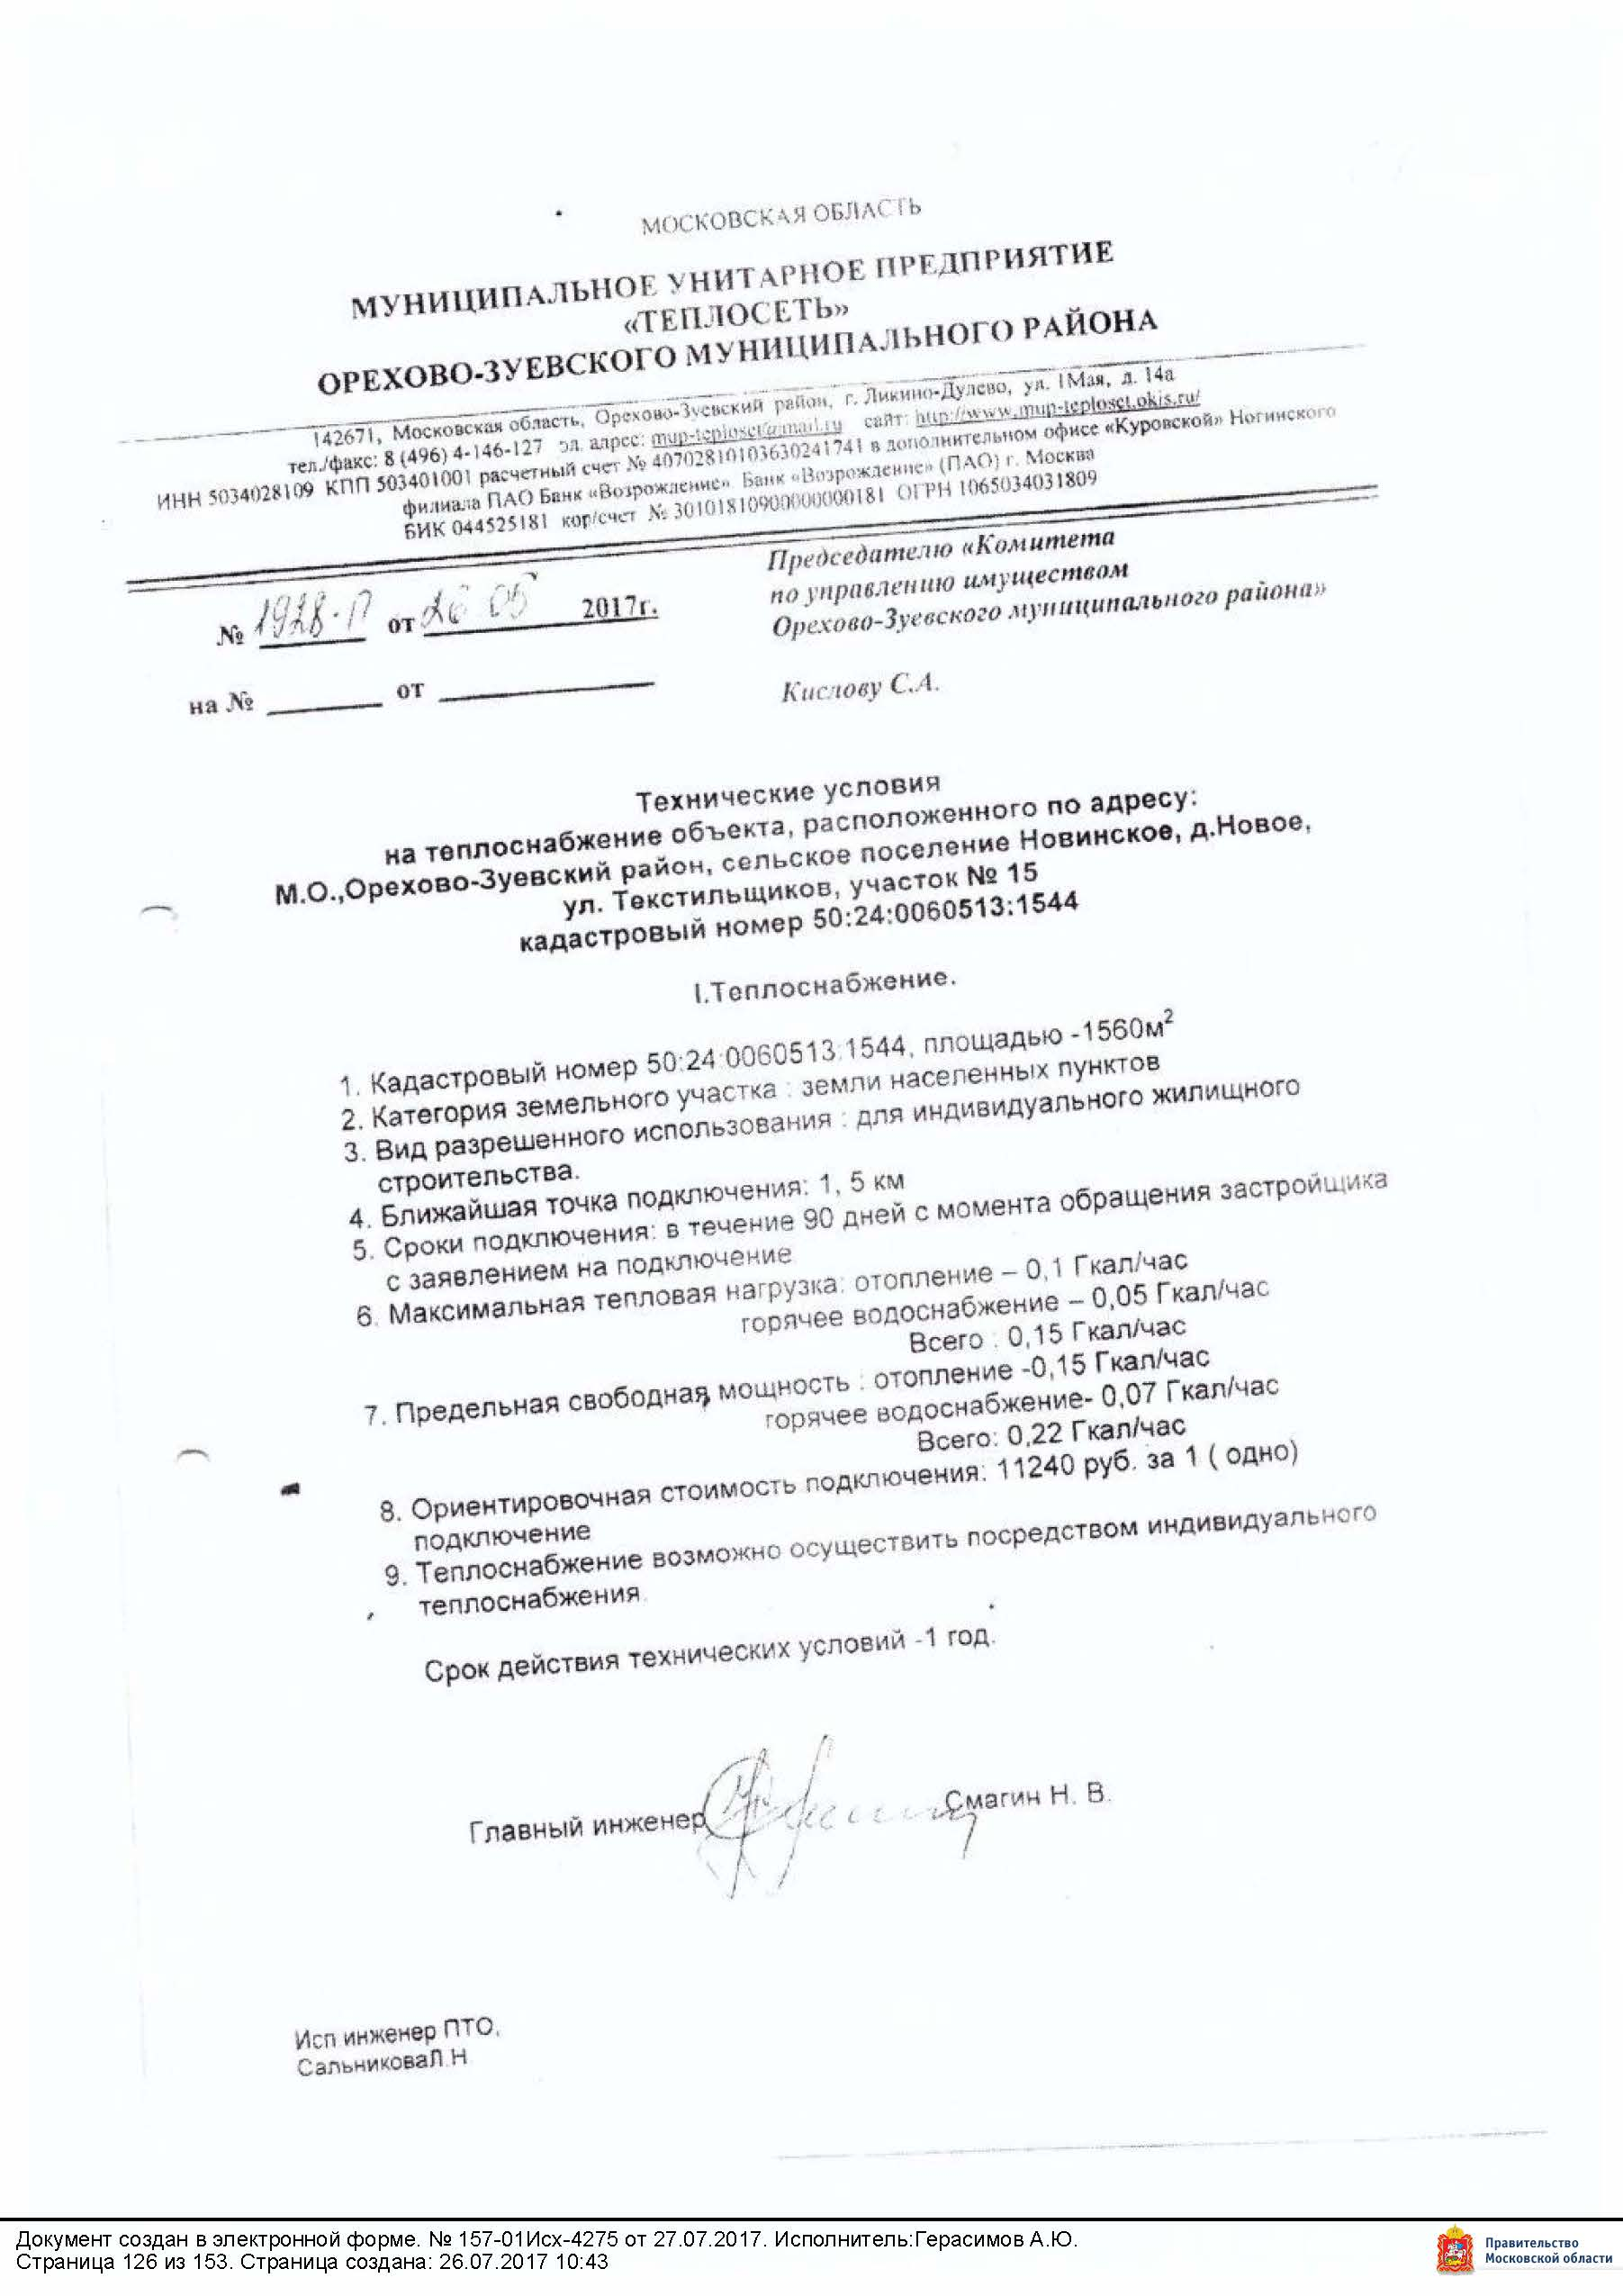 МОСКОВСКАЯ ОБЛАСТЬ
МУНИЦИПАЛЬНОЕ УНИТАРНОЕ ПРЕДПРИЯТИЕ
«ТЕПЛОСЕТЬ»
ОРЕХОВО-ЗУЕВСКОГО МУНИЦИПАЛЬНОГО РАЙОНА
142671, Московская область, Орехово-Зуевский район, г. Ликино-Дулево, ул. 1Мая, д. 14а
тел./факс: 8 (496) 4-146-127 эл. адрес: mup-teploset@mail.ru сайт: http://www.mup-teploset.okis.ru/
ИНН 5034028109 КПП 503401001 расчетный счет № 40702810103630241741 в дополнительном офисе «Куровской» Ногинского
филиала ПАО Банк «Возрождение» Банк «Возрождение» (ПАО) г. Москва
БИК 044525181 кор/счет № 30101810900000000181 ОГРН 1065034031809
№ 1928-П от 26 05 2017г.
на № от
Председателю «Комитета
по управлению имуществом
Орехово-Зуевского муниципального района»
Кислову С.А.
Технические условия
на теплоснабжение объекта, расположенного по адресу:
М.О.,Орехово-Зуевский район, сельское поселение Новинское, д.Новое,
ул. Текстильщиков, участок № 15
кадастровый номер 50:24:0060513:1544
I.Теплоснабжение.
1. Кадастровый номер 50:24:0060513:1544, площадью -1560м²
2. Категория земельного участка : земли населенных пунктов
3. Вид разрешенного использования : для индивидуального жилищного
строительства.
4. Ближайшая точка подключения: 1, 5 км
5. Сроки подключения: в течение 90 дней с момента обращения застройщика
с заявлением на подключение
6. Максимальная тепловая нагрузка: отопление – 0,1 Гкал/час
горячее водоснабжение – 0,05 Гкал/час
Всего : 0,15 Гкал/час
7. Предельная свободная мощность : отопление -0,15 Гкал/час
горячее водоснабжение- 0,07 Гкал/час
Всего: 0,22 Гкал/час
8. Ориентировочная стоимость подключения: 11240 руб. за 1 ( одно)
подключение
9. Теплоснабжение возможно осуществить посредством индивидуального
теплоснабжения.
Срок действия технических условий -1 год.
Главный инженер Смагин Н. В.
Исп инженер ПТО,
СальниковаЛ.Н
Документ создан в электронной форме. № 157-01Исх-4275 от 27.07.2017. Исполнитель:Герасимов А.Ю.
Страница 126 из 153. Страница создана: 26.07.2017 10:43
Правительство
Московской области